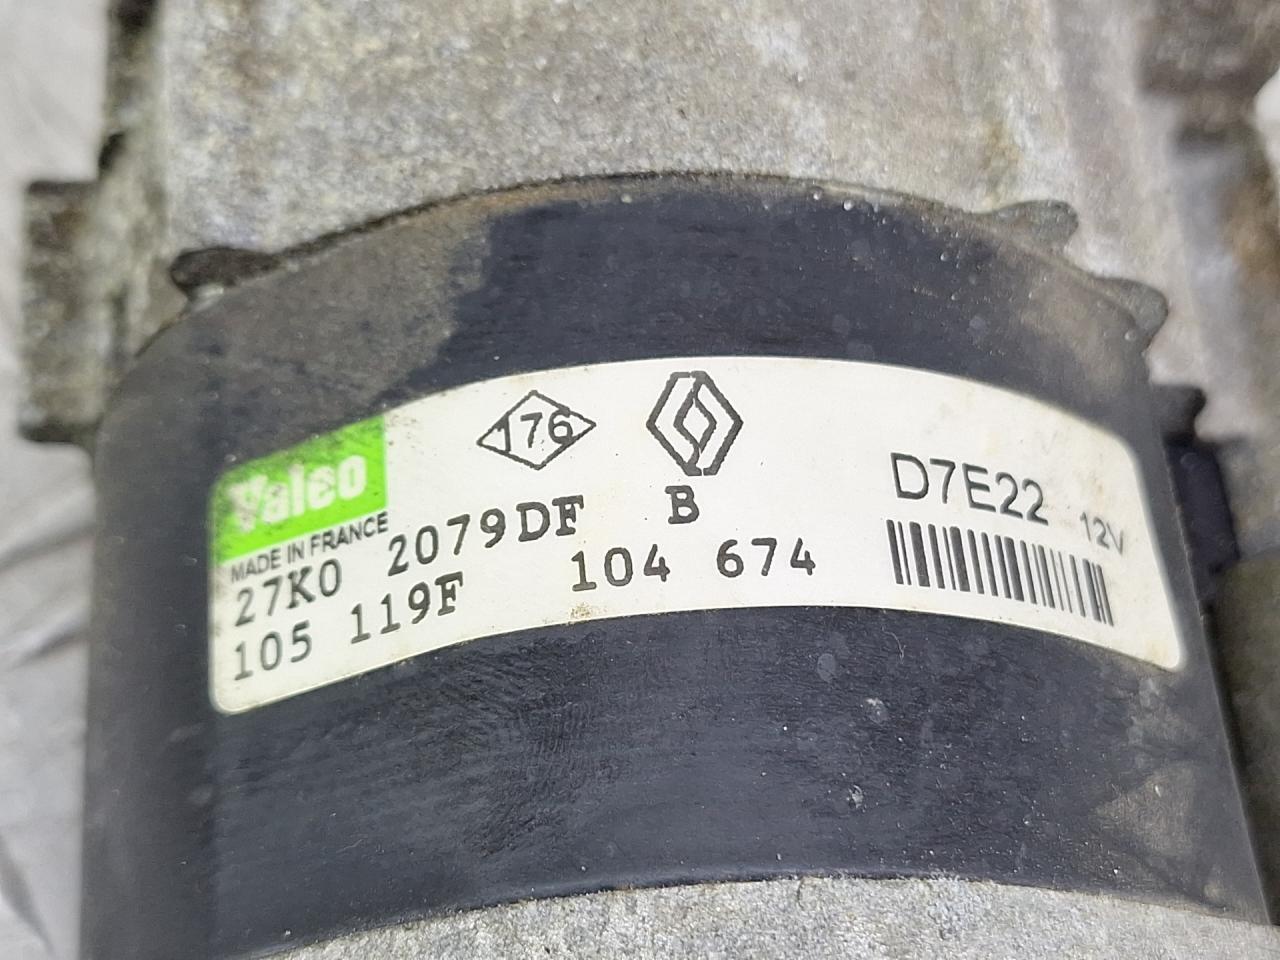 176
Valeo
MADE IN FRANCE
D7E22 12V
27K0 2079DF B
105 119F 104 674